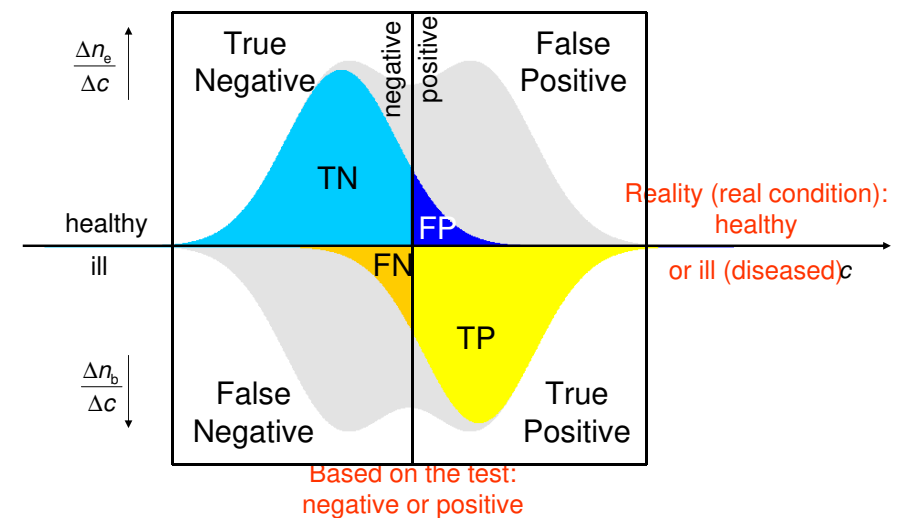 Δnₑ
Δc
True
Negative
negative
positive
False
Positive
TN
FP
Reality (real condition):
healthy
healthy
ill
FN
or ill (diseased)
c
TP
Δn_b
Δc
False
Negative
True
Positive
Based on the test:
negative or positive